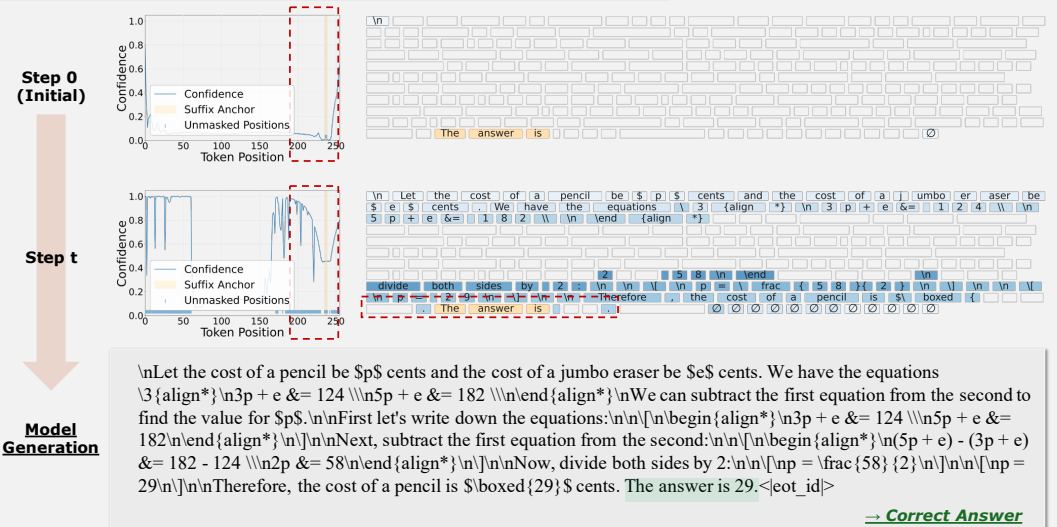 Step 0
(Initial)
Confidence
1.0
0.8
0.6
0.4
0.2
0.0
Confidence
Suffix Anchor
Unmasked Positions
0 50 100 150 200 250
Token Position
\n
The answer is ∅
Step t
Confidence
1.0
0.8
0.6
0.4
0.2
0.0
Confidence
Suffix Anchor
Unmasked Positions
0 50 100 150 200 250
Token Position
\n Let the cost of a pencil be $ p $ cents and the cost of a j umbo er aser be
$ e $ cents . We have the equations \ 3 {align *} \n 3 p + e &= 1 2 4 \\ \n
5 p + e &= 1 8 2 \\ \n \end {align *}
2 5 8 \n \end \n
divide both sides by 2 : \n \n \[ \n p = \ frac { 5 8 }{ 2 } \n \] \n \n \[
\n p = 2 9 \n \] \n \n Therefore , the cost of a pencil is $\ boxed {
. The answer is . ∅ ∅ ∅ ∅ ∅ ∅ ∅ ∅ ∅ ∅ ∅ ∅
Model
Generation
\nLet the cost of a pencil be $p$ cents and the cost of a jumbo eraser be $e$ cents. We have the equations
\3{align*}\n3p + e &= 124 \\\n5p + e &= 182 \\\n\end{align*}\nWe can subtract the first equation from the second to
find the value for $p$.\n\nFirst let's write down the equations:\n\n\[\n\begin{align*}\n3p + e &= 124 \\\n5p + e &=
182\n\end{align*}\n\]\n\nNext, subtract the first equation from the second:\n\n\[\n\begin{align*}\n(5p + e) - (3p + e)
&= 182 - 124 \\\n2p &= 58\n\end{align*}\n\]\n\nNow, divide both sides by 2:\n\n\[\np = \frac{58}{2}\n\]\n\n\[\np =
29\n\]\n\nTherefore, the cost of a pencil is $\boxed{29}$ cents. The answer is 29.<|eot_id|>
→ Correct Answer